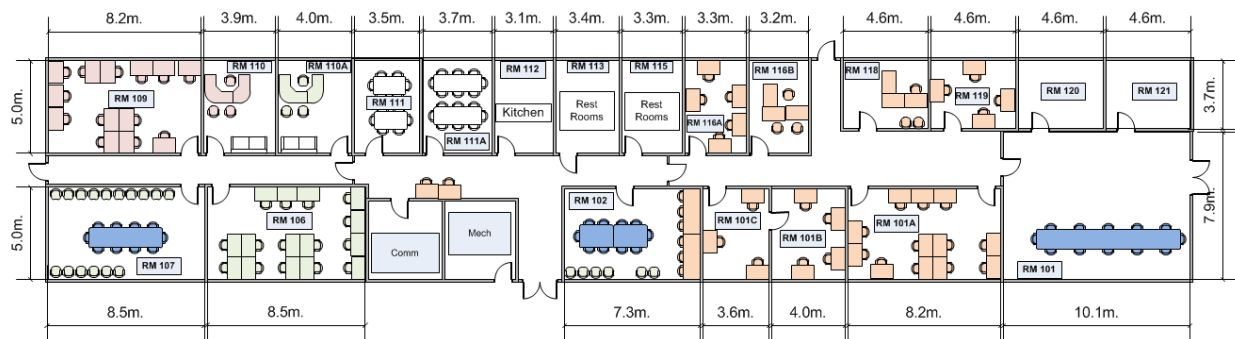 8.2m. 3.9m. 4.0m. 3.5m. 3.7m. 3.1m. 3.4m. 3.3m. 3.3m. 3.2m. 4.6m. 4.6m. 4.6m. 4.6m.
RM 110 RM 110A RM 112 RM 113 RM 115 RM 116B RM 118
5.0m. RM 109 RM 111 Kitchen Rest Rooms Rest Rooms RM 119 RM 120 RM 121 3.7m.
RM 116A
RM 111A
5.0m. RM 106 RM 102 RM 101C RM 101A 7.9m.
Mech RM 101B
RM 107 Comm RM 101
8.5m. 8.5m. 7.3m. 3.6m. 4.0m. 8.2m. 10.1m.